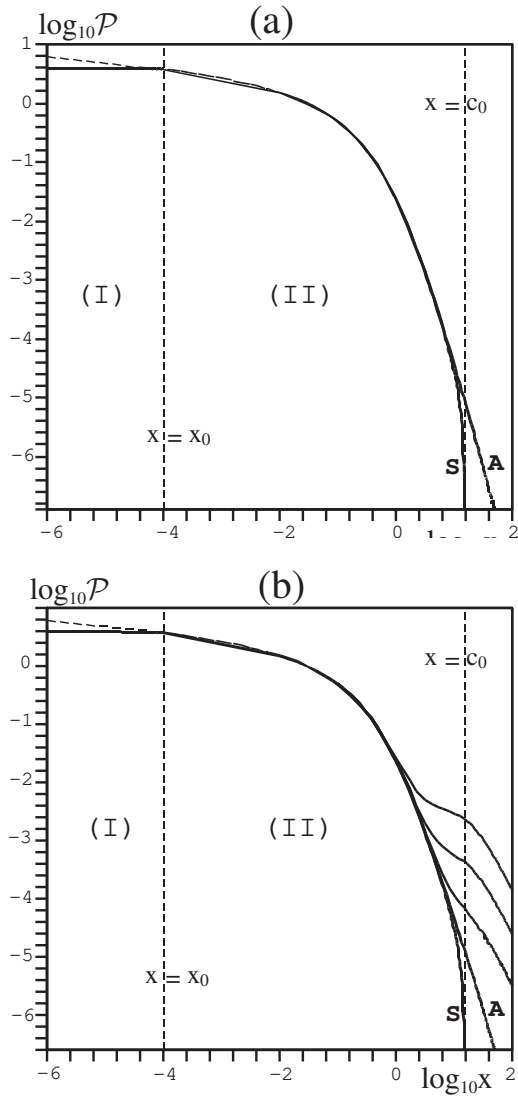 log₁₀𝒫 (a)
1
0
-1
-2
-3
-4
-5
-6
x = c₀
(I) (II)
x = x₀
S A
-6 -4 -2 0 2
log₁₀𝒫 (b)
0
-1
-2
-3
-4
-5
-6
x = c₀
(I) (II)
x = x₀
S A
-6 -4 -2 0 2
log₁₀x